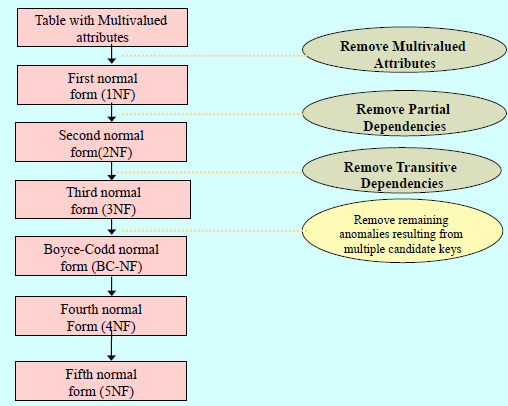 Table with Multivalued
attributes
Remove Multivalued
Attributes
First normal
form (1NF)
Remove Partial
Dependencies
Second normal
form(2NF)
Remove Transitive
Dependencies
Third normal
form (3NF)
Remove remaining
anomalies resulting from
multiple candidate keys
Boyce-Codd normal
form (BC-NF)
Fourth normal
Form (4NF)
Fifth normal
form (5NF)